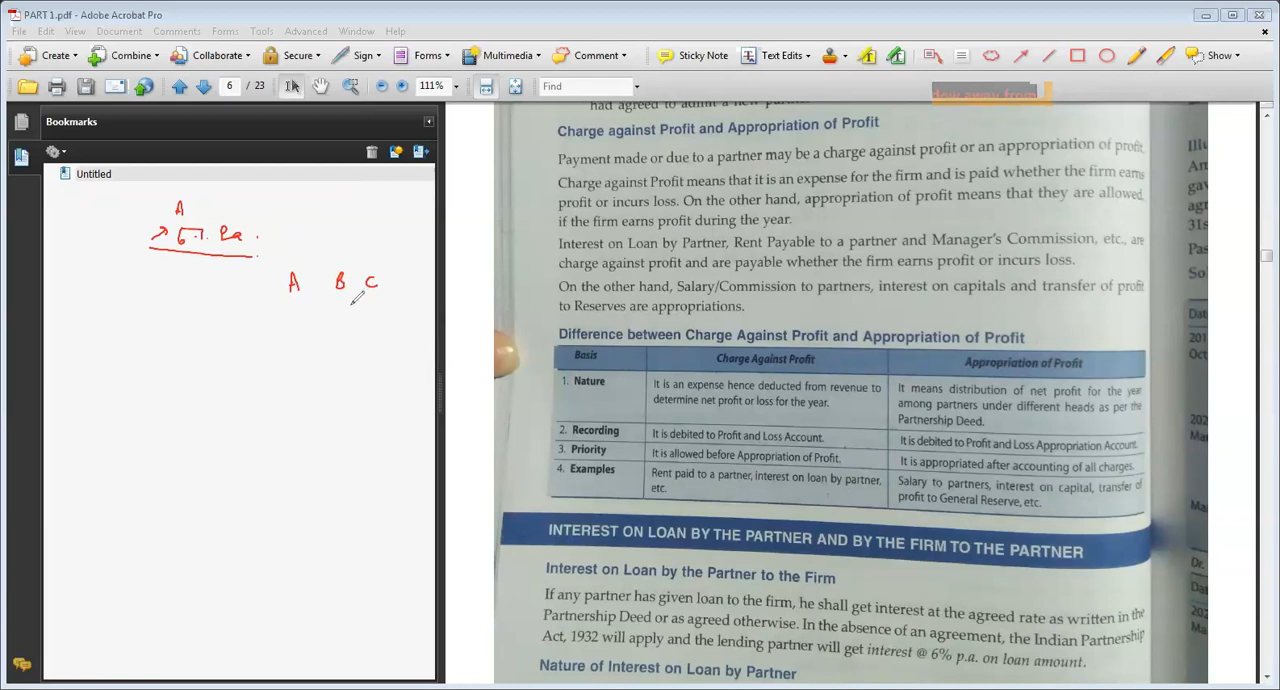 PART 1.pdf - Adobe Acrobat Pro
File Edit View Document Comments Forms Tools Advanced Window Help
Create Combine Collaborate Secure Sign Forms Multimedia Comment Sticky Note Text Edits Show
6 / 23 111% Find
Bookmarks
Untitled
A
6%. Pa.
A B C
had agreed to admit a new
Charge against Profit and Appropriation of Profit
Payment made or due to a partner may be a charge against profit or an appropriation of profit.
Charge against Profit means that it is an expense for the firm and is paid whether the firm earns
profit or incurs loss. On the other hand, appropriation of profit means that they are allowed,
if the firm earns profit during the year.
Interest on Loan by Partner, Rent Payable to a partner and Manager's Commission, etc., are
charge against profit and are payable whether the firm earns profit or incurs loss.
On the other hand, Salary/Commission to partners, interest on capitals and transfer of profit
to Reserves are appropriations.
Difference between Charge Against Profit and Appropriation of Profit
Basis Charge Against Profit Appropriation of Profit
1. Nature It is an expense hence deducted from revenue to It means distribution of net profit for the year
determine net profit or loss for the year. among partners under different heads as per the
Partnership Deed.
2. Recording It is debited to Profit and Loss Account. It is debited to Profit and Loss Appropriation Account.
3. Priority It is allowed before Appropriation of Profit. It is appropriated after accounting of all charges.
4. Examples Rent paid to a partner, interest on loan by partner, Salary to partners, interest on capital, transfer of
etc. profit to General Reserve, etc.
INTEREST ON LOAN BY THE PARTNER AND BY THE FIRM TO THE PARTNER
Interest on Loan by the Partner to the Firm
If any partner has given loan to the firm, he shall get interest at the agreed rate as written in the
Partnership Deed or as agreed otherwise. In the absence of an agreement, the Indian Partnership
Act, 1932 will apply and the lending partner will get interest @ 6% p.a. on loan amount.
Nature of Interest on Loan by Partner